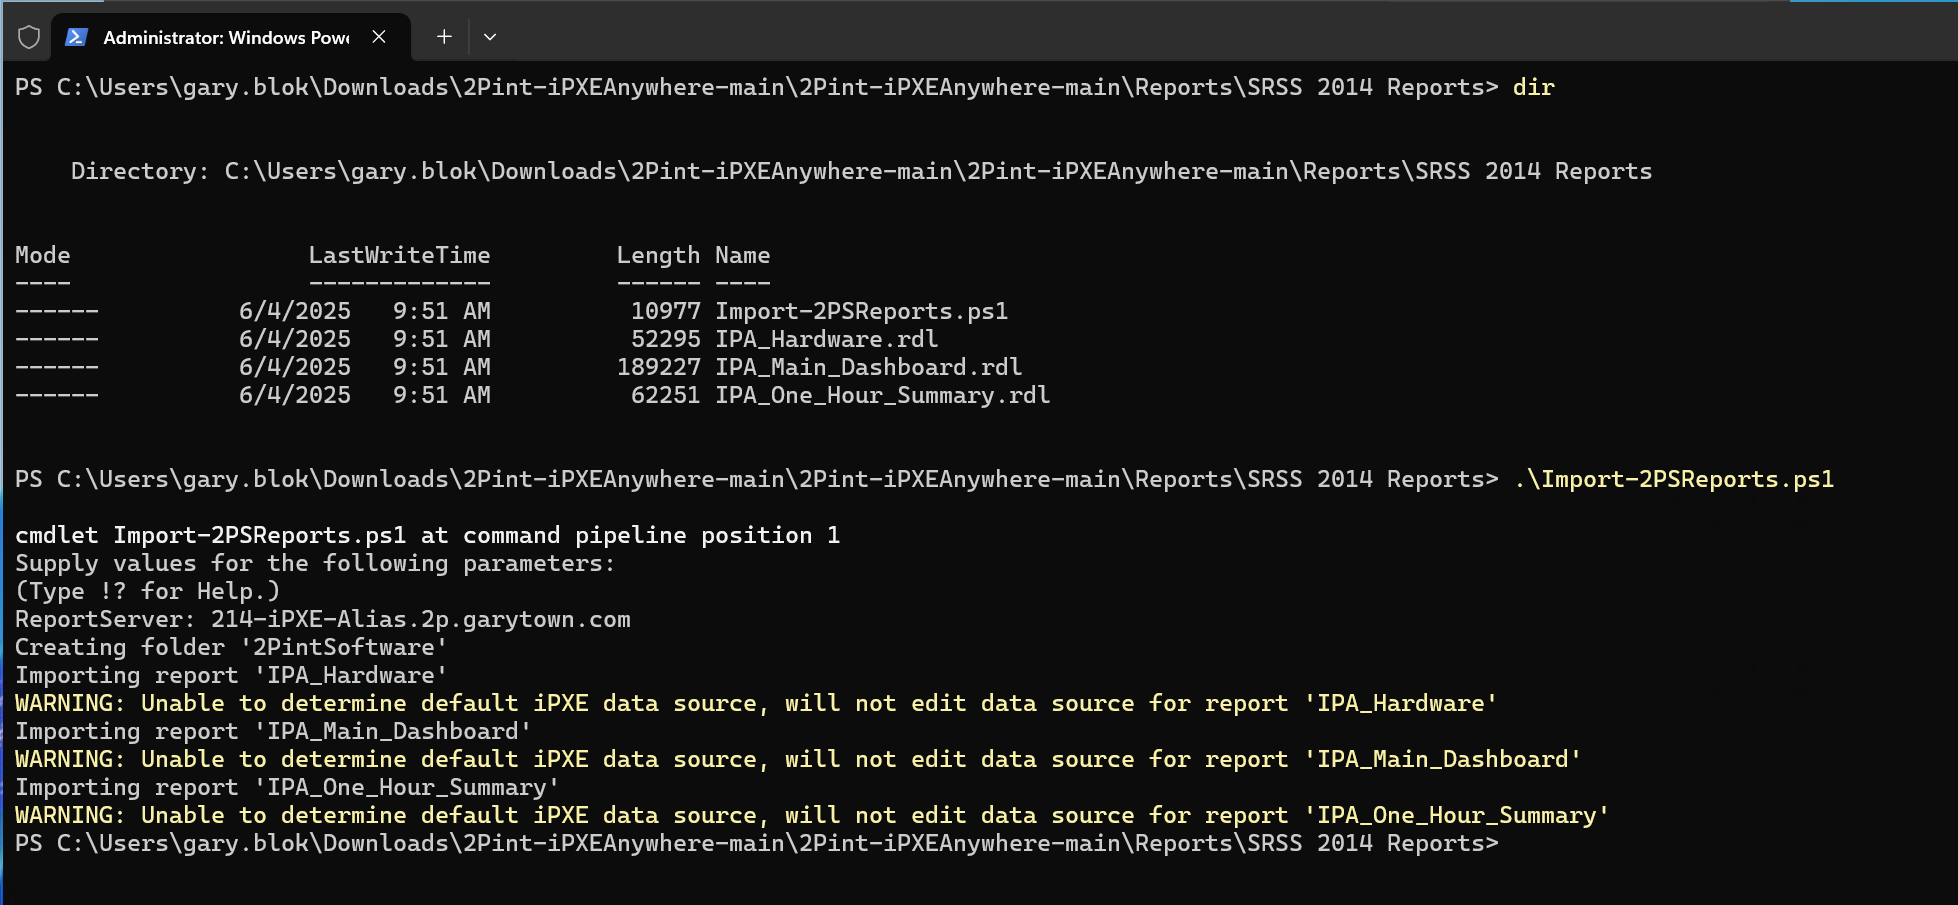 Administrator: Windows Powe
PS C:\Users\gary.blok\Downloads\2Pint-iPXEAnywhere-main\2Pint-iPXEAnywhere-main\Reports\SRSS 2014 Reports> dir
Directory: C:\Users\gary.blok\Downloads\2Pint-iPXEAnywhere-main\2Pint-iPXEAnywhere-main\Reports\SRSS 2014 Reports
Mode LastWriteTime Length Name
---- ------------- ------ ----
------ 6/4/2025 9:51 AM 10977 Import-2PSReports.ps1
------ 6/4/2025 9:51 AM 52295 IPA_Hardware.rdl
------ 6/4/2025 9:51 AM 189227 IPA_Main_Dashboard.rdl
------ 6/4/2025 9:51 AM 62251 IPA_One_Hour_Summary.rdl
PS C:\Users\gary.blok\Downloads\2Pint-iPXEAnywhere-main\2Pint-iPXEAnywhere-main\Reports\SRSS 2014 Reports> .\Import-2PSReports.ps1
cmdlet Import-2PSReports.ps1 at command pipeline position 1
Supply values for the following parameters:
(Type !? for Help.)
ReportServer: 214-iPXE-Alias.2p.garytown.com
Creating folder '2PintSoftware'
Importing report 'IPA_Hardware'
WARNING: Unable to determine default iPXE data source, will not edit data source for report 'IPA_Hardware'
Importing report 'IPA_Main_Dashboard'
WARNING: Unable to determine default iPXE data source, will not edit data source for report 'IPA_Main_Dashboard'
Importing report 'IPA_One_Hour_Summary'
WARNING: Unable to determine default iPXE data source, will not edit data source for report 'IPA_One_Hour_Summary'
PS C:\Users\gary.blok\Downloads\2Pint-iPXEAnywhere-main\2Pint-iPXEAnywhere-main\Reports\SRSS 2014 Reports>